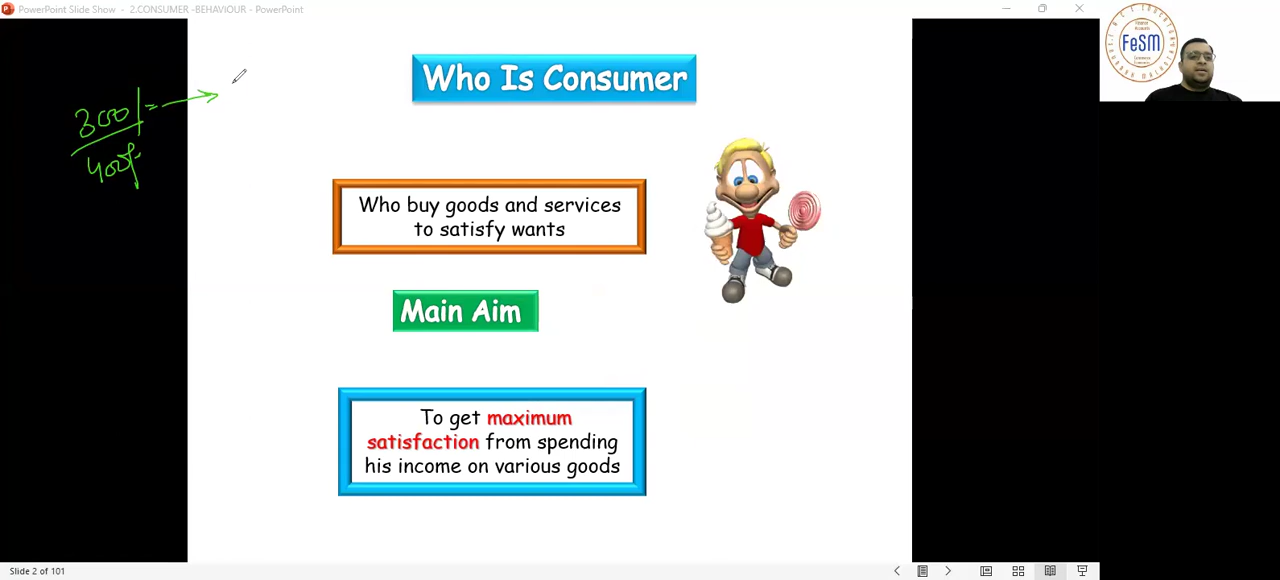 PowerPoint Slide Show - 2.CONSUMER -BEHAVIOUR - PowerPoint
Who Is Consumer
FeSM
300/=
400/-
Who buy goods and services
to satisfy wants
Main Aim
To get maximum
satisfaction from spending
his income on various goods
Slide 2 of 101